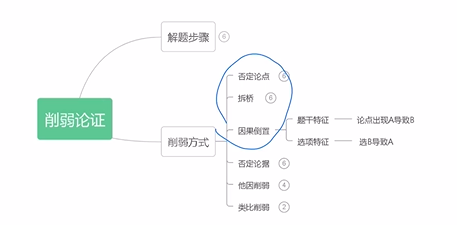 削弱论证
解题步骤 6
削弱方式
否定论点 6
拆桥 6
因果倒置
题干特征 论点出现A导致B
选项特征 选B导致A
否定论据 6
他因削弱 4
类比削弱 2